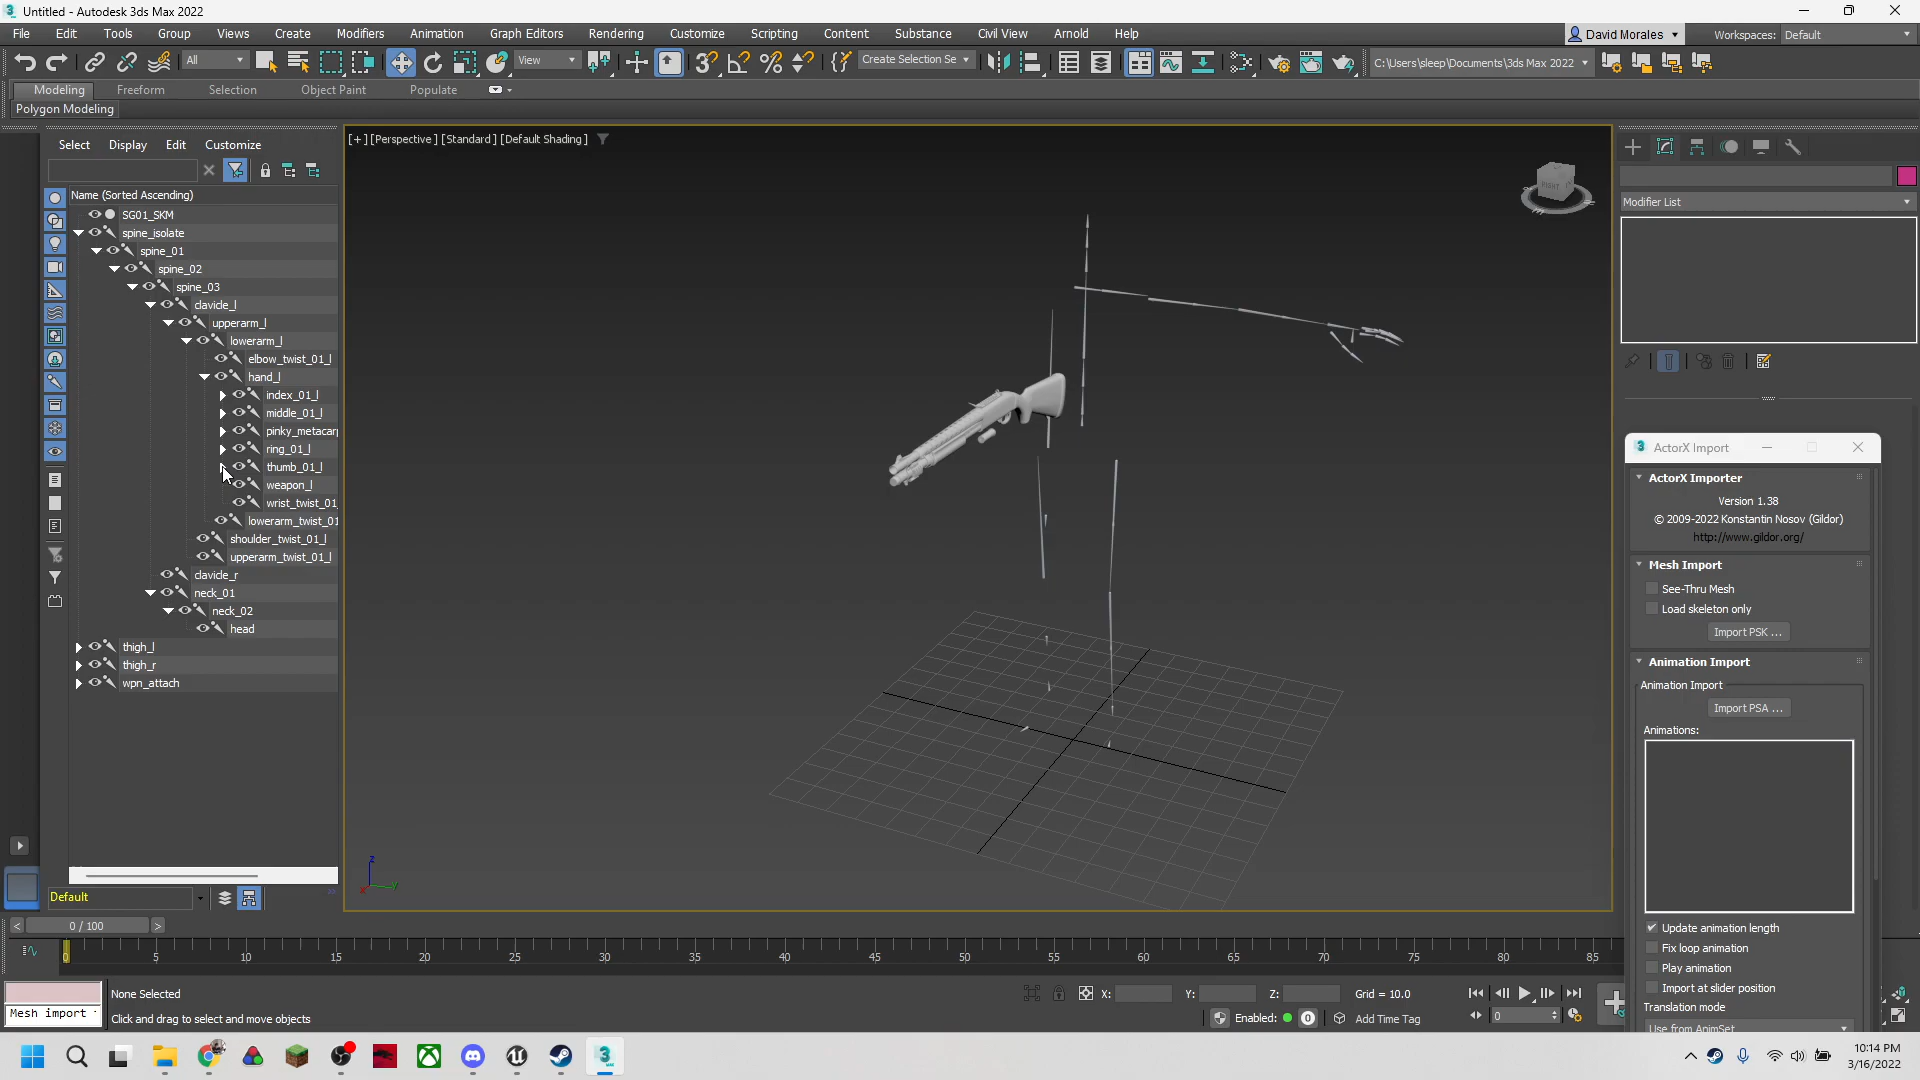 Untitled - Autodesk 3ds Max 2022
File Edit Tools Group Views Create Modifiers Animation Graph Editors Rendering Customize Scripting Content Substance Civil View Arnold Help David Morales Workspaces: Default
All View Create Selection Se C:\Users\sleep\Documents\3ds Max 2022
Modeling Freeform Selection Object Paint Populate
Polygon Modeling
Select Display Edit Customize
[+] [Perspective] [Standard] [Default Shading]
Name (Sorted Ascending)
SG01_SKM
spine_isolate
spine_01
spine_02
spine_03
clavicle_l
upperarm_l
lowerarm_l
elbow_twist_01_l
hand_l
index_01_l
middle_01_l
pinky_metacarp
ring_01_l
thumb_01_l
weapon_l
wrist_twist_01
lowerarm_twist_01
shoulder_twist_01_l
upperarm_twist_01_l
clavicle_r
neck_01
neck_02
head
thigh_l
thigh_r
wpn_attach
Default
RIGHT
z
x y
Modifier List
ActorX Import
ActorX Importer
Version 1.38
© 2009-2022 Konstantin Nosov (Gildor)
http://www.gildor.org/
Mesh Import
See-Thru Mesh
Load skeleton only
Import PSK ...
Animation Import
Animation Import
Import PSA ...
Animations:
Update animation length
Fix loop animation
Play animation
Import at slider position
Translation mode
Use from AnimSet
< 0 / 100 >
0 5 10 15 20 25 30 35 40 45 50 55 60 65 70 75 80 85
Mesh import
None Selected
Click and drag to select and move objects
X: Y: Z: Grid = 10.0
Enabled: 0 Add Time Tag
0
10:14 PM
3/16/2022